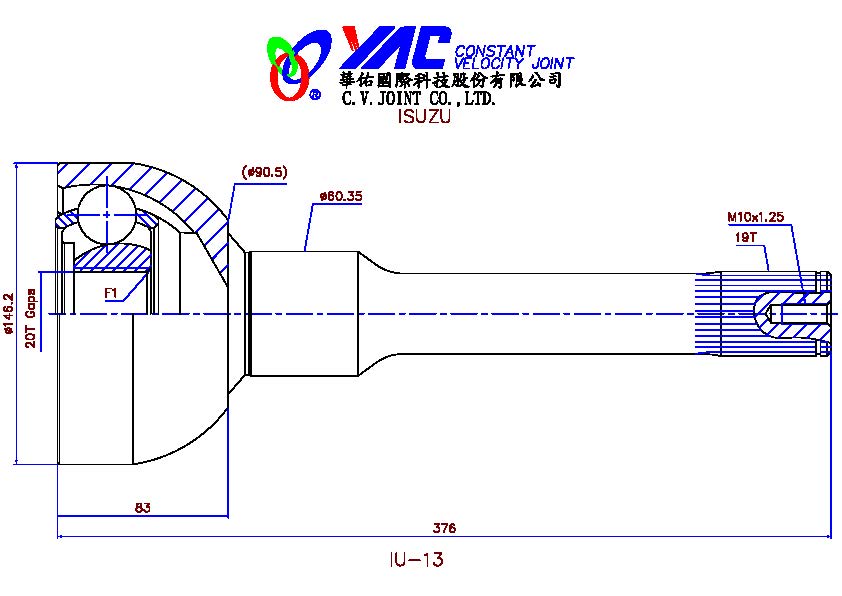 YAC CONSTANT
VELOCITY JOINT
華佑國際科技股份有限公司
®
C.V.JOINT CO.,LTD.
ISUZU
(ø90.5)
ø60.35
M10x1.25
19T
F1
ø146.2
20T Gaps
83
376
IU-13